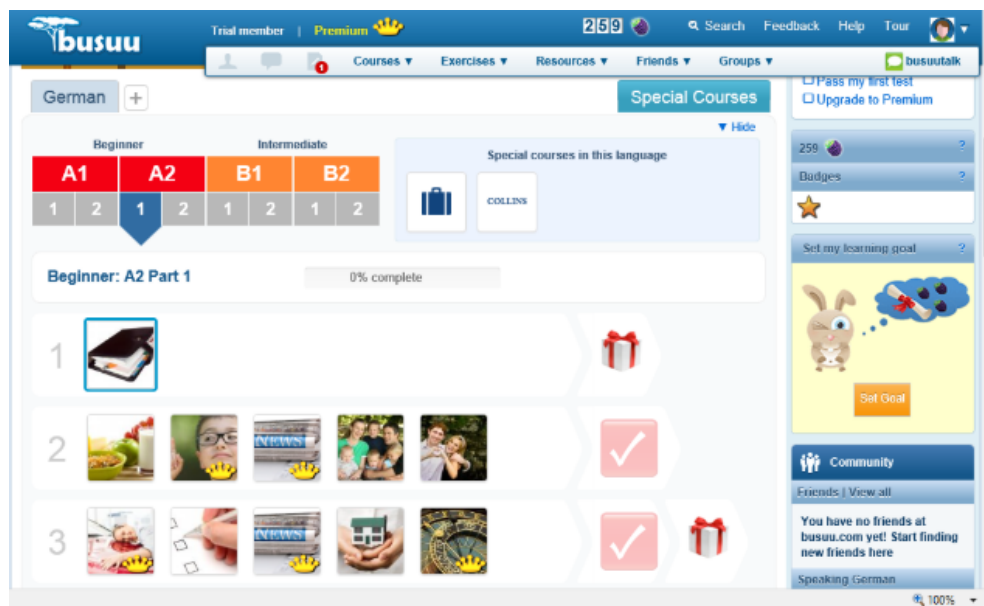 busuu
Trial member | Premium
259
Search Feedback Help Tour
1
Courses ▼ Exercises ▼ Resources ▼ Friends ▼ Groups ▼
busuutalk
German +
Special Courses
▼ Hide
Beginner Intermediate
A1 A2 B1 B2
1 2 1 2 1 2 1 2
Special courses in this language
COLLINS
Beginner: A2 Part 1
0% complete
1
2
NEWS
3
NEWS
Pass my first test
Upgrade to Premium
259 ?
Badges ?
Set my learning goal ?
Set Goal
Community
Friends | View all
You have no friends at
busuu.com yet! Start finding
new friends here
Speaking German
100% ▼